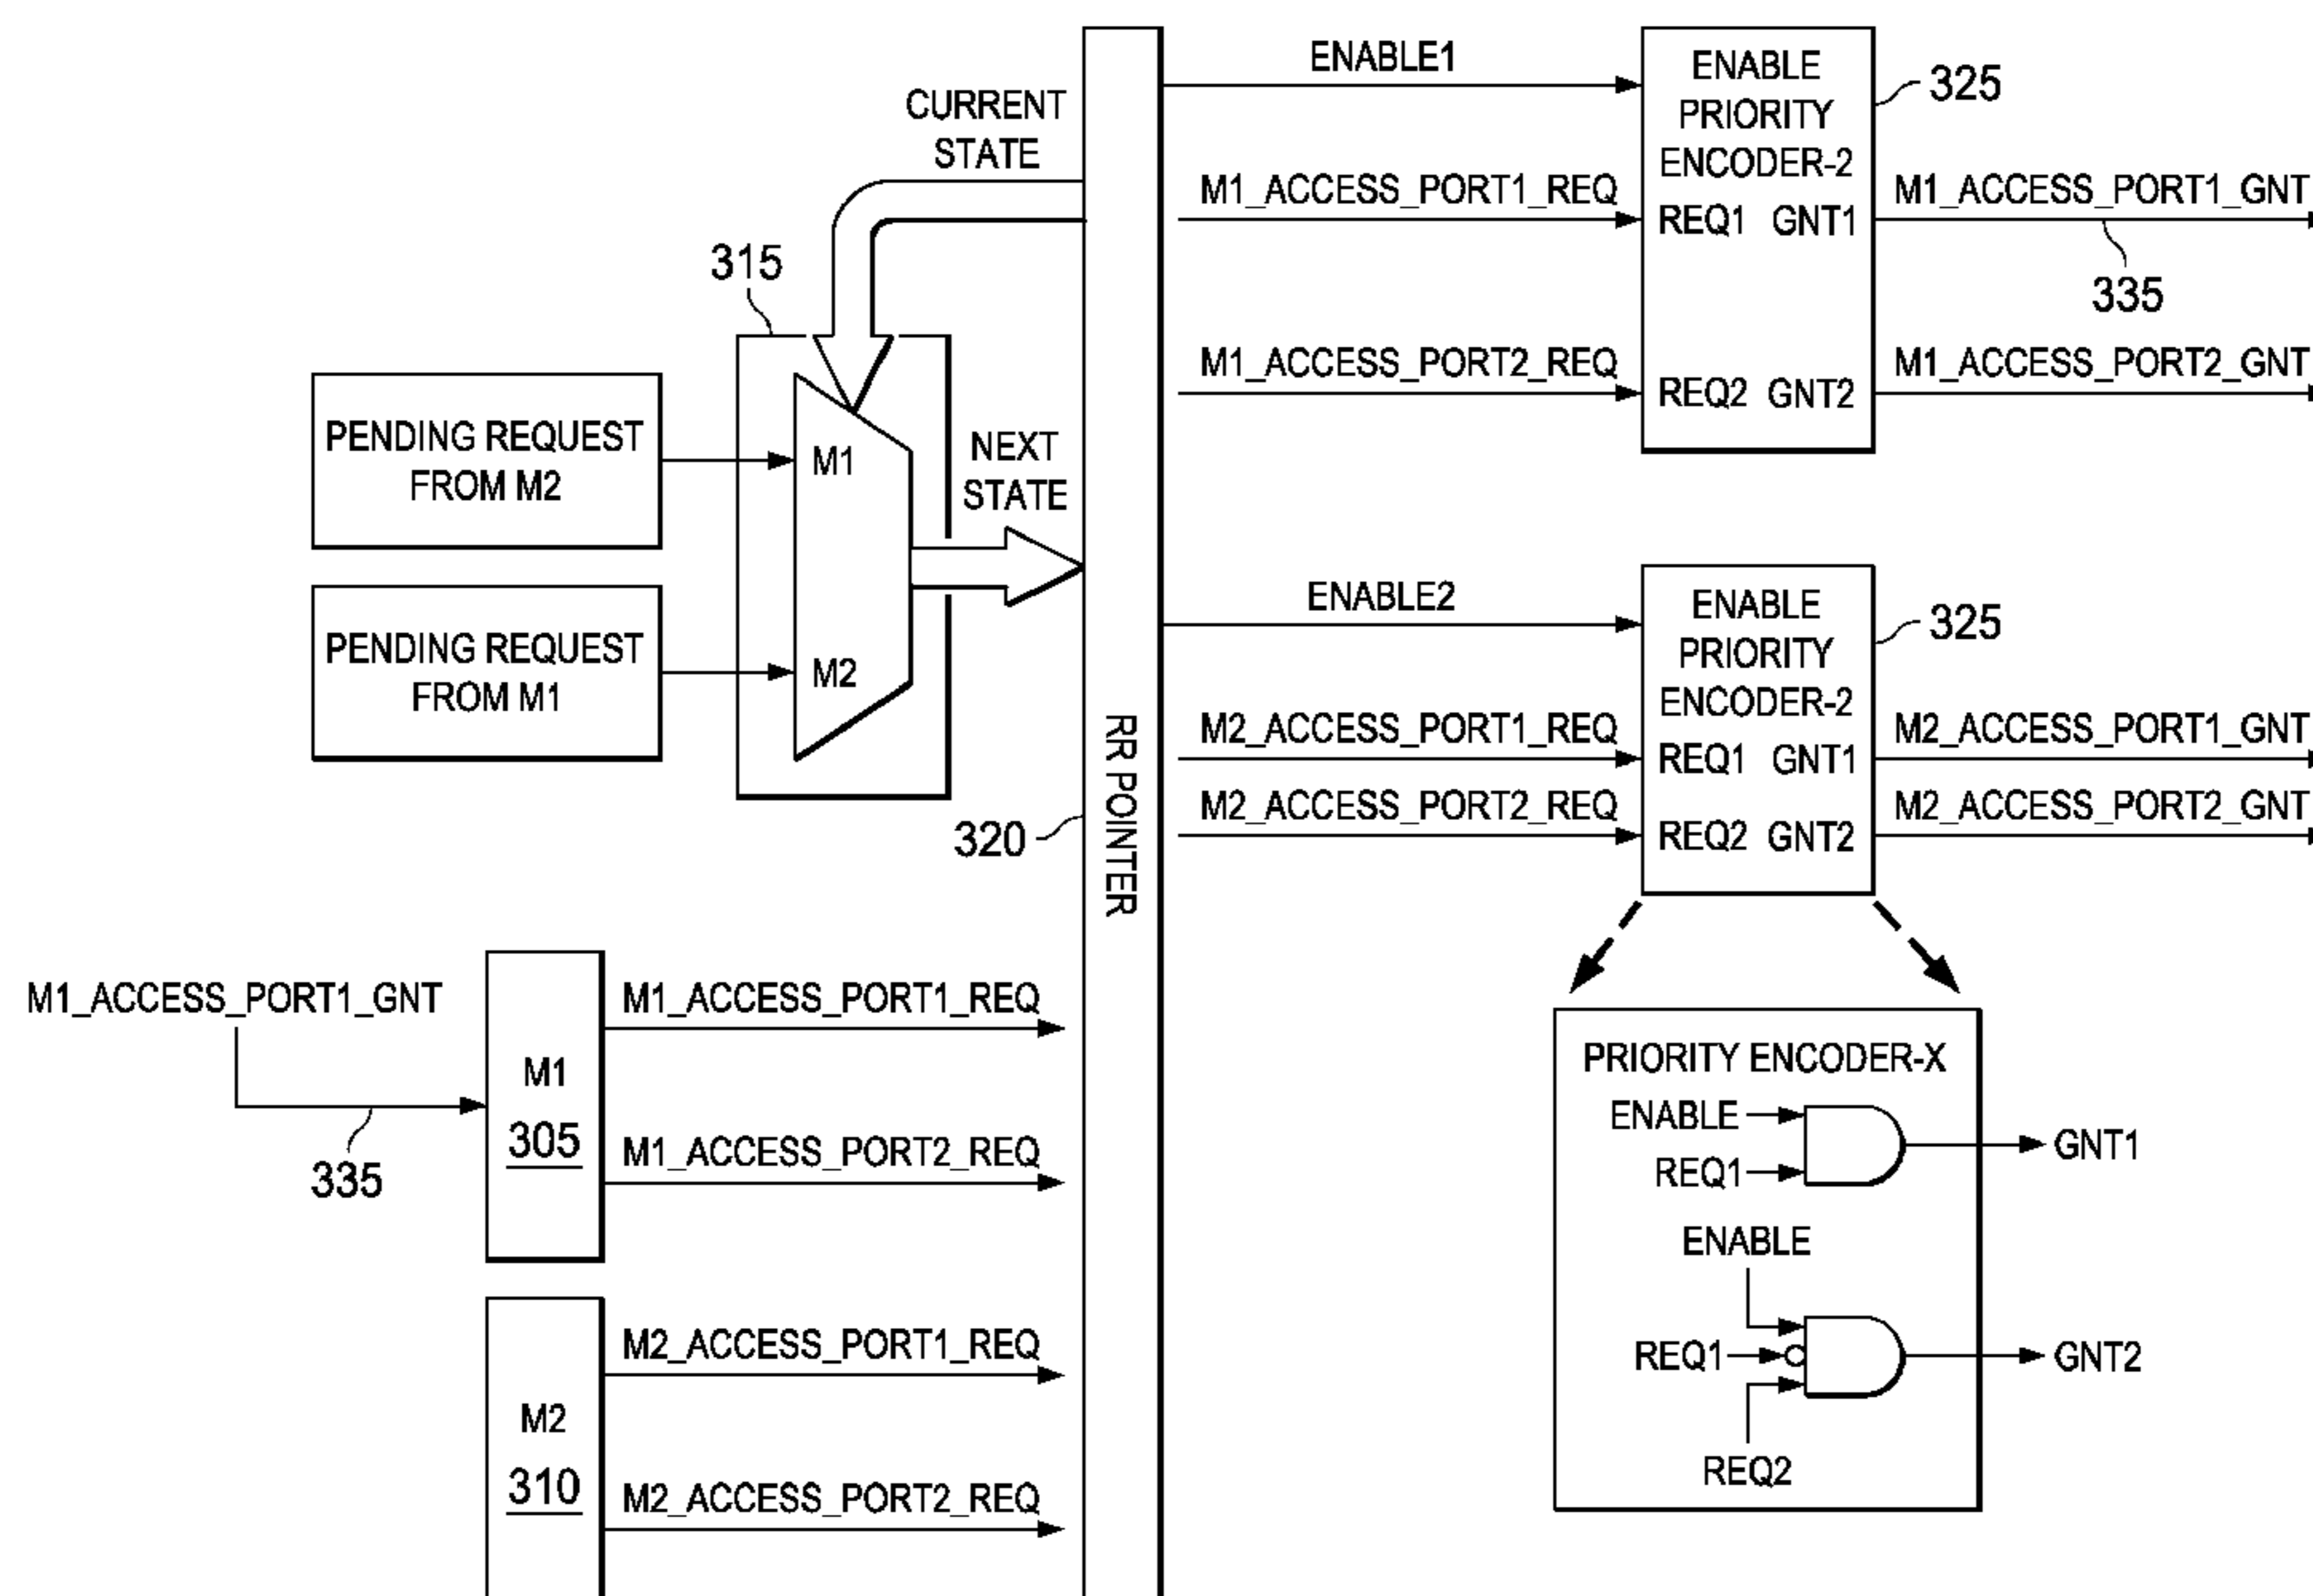 CURRENT
STATE
315
PENDING REQUEST
FROM M2
M1
NEXT
STATE
PENDING REQUEST
FROM M1
M2
320
RR POINTER
M1_ACCESS_PORT1_GNT
335
M1
305
M1_ACCESS_PORT1_REQ
M1_ACCESS_PORT2_REQ
M2
310
M2_ACCESS_PORT1_REQ
M2_ACCESS_PORT2_REQ
ENABLE1
M1_ACCESS_PORT1_REQ
M1_ACCESS_PORT2_REQ
ENABLE
PRIORITY
ENCODER-2
REQ1 GNT1
REQ2 GNT2
325
M1_ACCESS_PORT1_GNT
335
M1_ACCESS_PORT2_GNT
ENABLE2
M2_ACCESS_PORT1_REQ
M2_ACCESS_PORT2_REQ
ENABLE
PRIORITY
ENCODER-2
REQ1 GNT1
REQ2 GNT2
325
M2_ACCESS_PORT1_GNT
M2_ACCESS_PORT2_GNT
PRIORITY ENCODER-X
ENABLE
REQ1
GNT1
ENABLE
REQ1
REQ2
GNT2